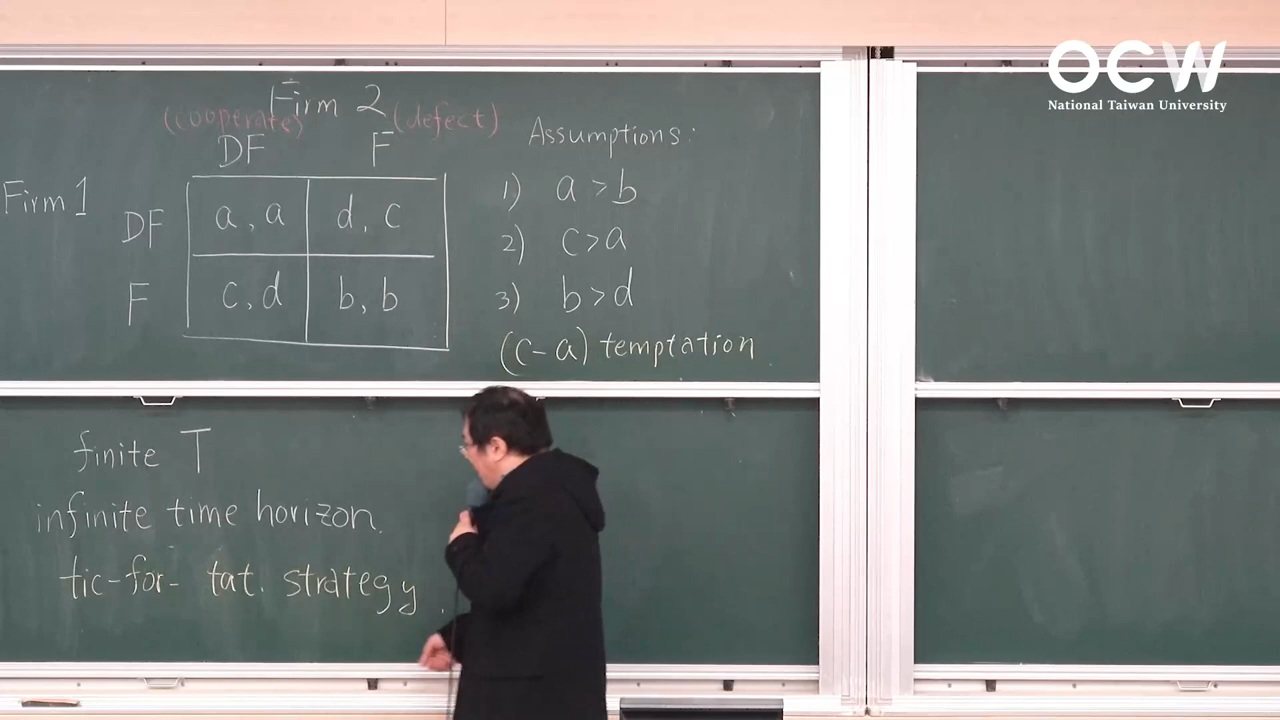 OCW
National Taiwan University
Firm 2
(cooperate) (defect)
DF F
Firm 1
DF a, a d, c
F c, d b, b
Assumptions:
1) a > b
2) c > a
3) b > d
(c - a) temptation
finite T
infinite time horizon.
tic-for- tat. strategy.